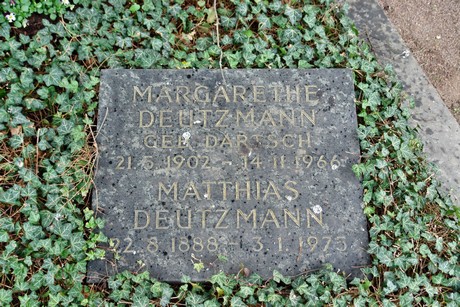 MARGARETHE
DEUTZMANN
GEB. DARTSCH
21.5.1902 - 14.11.1966
MATTHIAS
DEUTZMANN
22.8.1888 - 3.1.1975